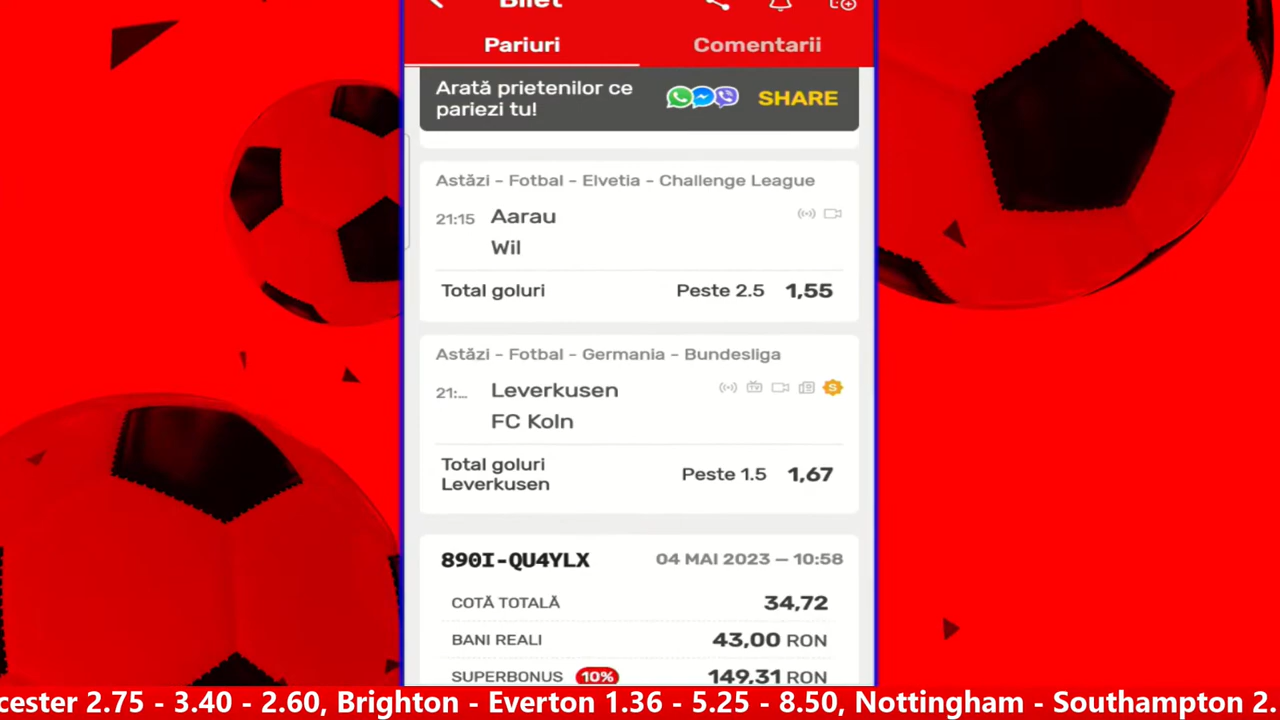 Bilet
Pariuri Comentarii
Arată prietenilor ce
pariezi tu!
SHARE
Astăzi - Fotbal - Elvetia - Challenge League
21:15 Aarau
Wil
Total goluri Peste 2.5 1,55
Astăzi - Fotbal - Germania - Bundesliga
21:... Leverkusen
FC Koln
TV
S
Total goluri
Leverkusen
Peste 1.5 1,67
890I-QU4YLX 04 MAI 2023 — 10:58
COTĂ TOTALĂ 34,72
BANI REALI 43,00 RON
SUPERBONUS 10% 149,31 RON
cester 2.75 - 3.40 - 2.60, Brighton - Everton 1.36 - 5.25 - 8.50, Nottingham - Southampton 2.